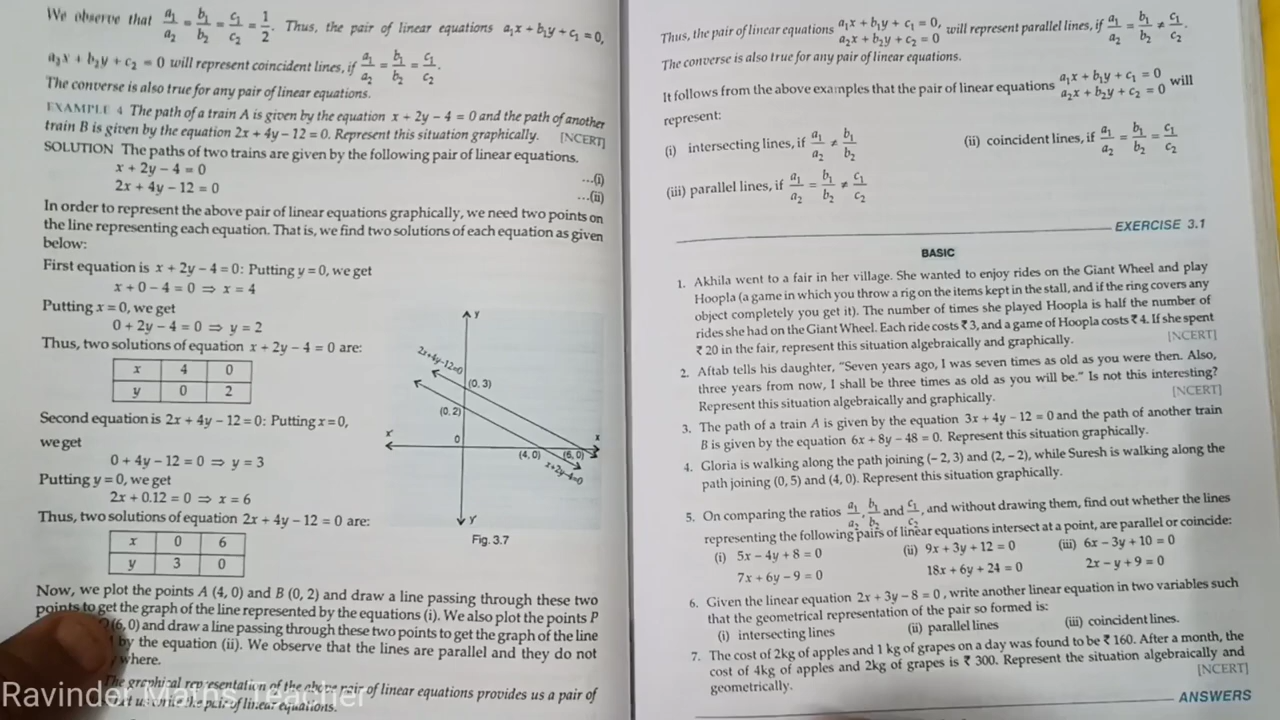 We observe that a₁/a₂ = b₁/b₂ = c₁/c₂ = 1/2. Thus, the pair of linear equations a₁x + b₁y + c₁ = 0,
a₂x + b₂y + c₂ = 0 will represent coincident lines, if a₁/a₂ = b₁/b₂ = c₁/c₂.
The converse is also true for any pair of linear equations.
EXAMPLE 4 The path of a train A is given by the equation x + 2y – 4 = 0 and the path of another
train B is given by the equation 2x + 4y – 12 = 0. Represent this situation graphically. [NCERT]
SOLUTION The paths of two trains are given by the following pair of linear equations.
x + 2y – 4 = 0 ...(i)
2x + 4y – 12 = 0 ...(ii)
In order to represent the above pair of linear equations graphically, we need two points on
the line representing each equation. That is, we find two solutions of each equation as given
below:
First equation is x + 2y – 4 = 0: Putting y = 0, we get
x + 0 – 4 = 0 ⇒ x = 4
Putting x = 0, we get
0 + 2y – 4 = 0 ⇒ y = 2
Thus, two solutions of equation x + 2y – 4 = 0 are:
x 4 0
y 0 2
Second equation is 2x + 4y – 12 = 0: Putting x = 0,
we get
0 + 4y – 12 = 0 ⇒ y = 3
Putting y = 0, we get
2x + 0.12 = 0 ⇒ x = 6
Thus, two solutions of equation 2x + 4y – 12 = 0 are:
x 0 6
y 3 0
Y
2x+4y–12=0
(0, 3)
(0, 2)
X' 0 (4, 0) (6, 0) X
x+2y–4=0
Y'
Fig. 3.7
Now, we plot the points A (4, 0) and B (0, 2) and draw a line passing through these two
points to get the graph of the line represented by the equations (i). We also plot the points P
(6, 0) and draw a line passing through these two points to get the graph of the line
by the equation (ii). We observe that the lines are parallel and they do not
where.
The graphical representation of the above pair of linear equations provides us a pair of
write the pair of linear equations.
Ravinder Maths Teacher
Thus, the pair of linear equations a₁x + b₁y + c₁ = 0, a₂x + b₂y + c₂ = 0 will represent parallel lines, if a₁/a₂ = b₁/b₂ ≠ c₁/c₂.
The converse is also true for any pair of linear equations.
It follows from the above examples that the pair of linear equations a₁x + b₁y + c₁ = 0 a₂x + b₂y + c₂ = 0 will
represent:
(i) intersecting lines, if a₁/a₂ ≠ b₁/b₂ (ii) coincident lines, if a₁/a₂ = b₁/b₂ = c₁/c₂
(iii) parallel lines, if a₁/a₂ = b₁/b₂ ≠ c₁/c₂
EXERCISE 3.1
BASIC
1. Akhila went to a fair in her village. She wanted to enjoy rides on the Giant Wheel and play
Hoopla (a game in which you throw a rig on the items kept in the stall, and if the ring covers any
object completely you get it). The number of times she played Hoopla is half the number of
rides she had on the Giant Wheel. Each ride costs ₹ 3, and a game of Hoopla costs ₹ 4. If she spent
₹ 20 in the fair, represent this situation algebraically and graphically. [NCERT]
2. Aftab tells his daughter, “Seven years ago, I was seven times as old as you were then. Also,
three years from now, I shall be three times as old as you will be.” Is not this interesting?
Represent this situation algebraically and graphically. [NCERT]
3. The path of a train A is given by the equation 3x + 4y – 12 = 0 and the path of another train
B is given by the equation 6x + 8y – 48 = 0. Represent this situation graphically.
4. Gloria is walking along the path joining (– 2, 3) and (2, – 2), while Suresh is walking along the
path joining (0, 5) and (4, 0). Represent this situation graphically.
5. On comparing the ratios a₁/a₂, b₁/b₂ and c₁/c₂, and without drawing them, find out whether the lines
representing the following pairs of linear equations intersect at a point, are parallel or coincide:
(i) 5x – 4y + 8 = 0 (ii) 9x + 3y + 12 = 0 (iii) 6x – 3y + 10 = 0
7x + 6y – 9 = 0 18x + 6y + 24 = 0 2x – y + 9 = 0
6. Given the linear equation 2x + 3y – 8 = 0, write another linear equation in two variables such
that the geometrical representation of the pair so formed is:
(i) intersecting lines (ii) parallel lines (iii) coincident lines.
7. The cost of 2kg of apples and 1 kg of grapes on a day was found to be ₹ 160. After a month, the
cost of 4kg of apples and 2kg of grapes is ₹ 300. Represent the situation algebraically and
geometrically. [NCERT]
ANSWERS